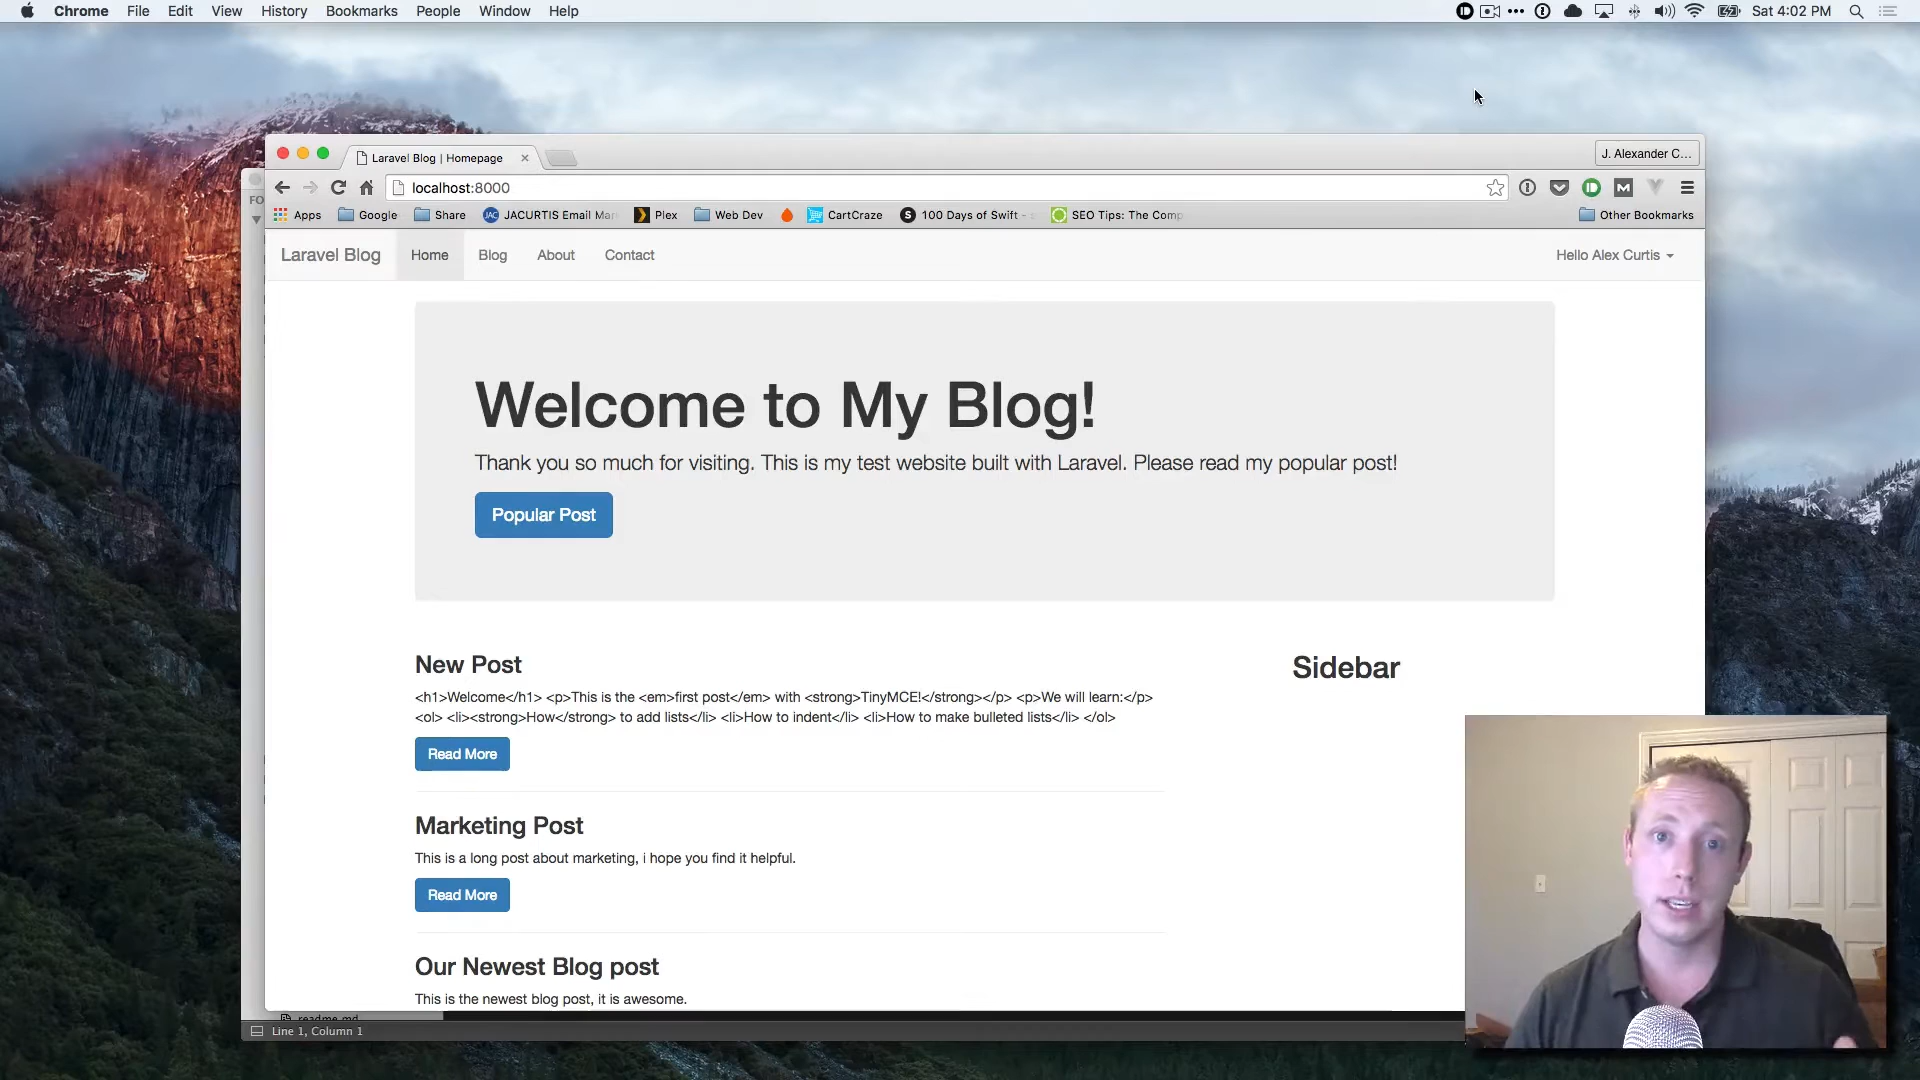 Chrome File Edit View History Bookmarks People Window Help
Sat 4:02 PM
Laravel Blog | Homepage
J. Alexander C...
localhost:8000
Apps Google Share JACURTIS Email Mar Plex Web Dev CartCraze 100 Days of Swift - SEO Tips: The Comp Other Bookmarks
Laravel Blog Home Blog About Contact Hello Alex Curtis
FO
Welcome to My Blog!
Thank you so much for visiting. This is my test website built with Laravel. Please read my popular post!
Popular Post
New Post
<h1>Welcome</h1> <p>This is the <em>first post</em> with <strong>TinyMCE!</strong></p> <p>We will learn:</p>
<ol> <li><strong>How</strong> to add lists</li> <li>How to indent</li> <li>How to make bulleted lists</li> </ol>
Read More
Sidebar
Marketing Post
This is a long post about marketing, i hope you find it helpful.
Read More
Our Newest Blog post
This is the newest blog post, it is awesome.
readme.md
Line 1, Column 1